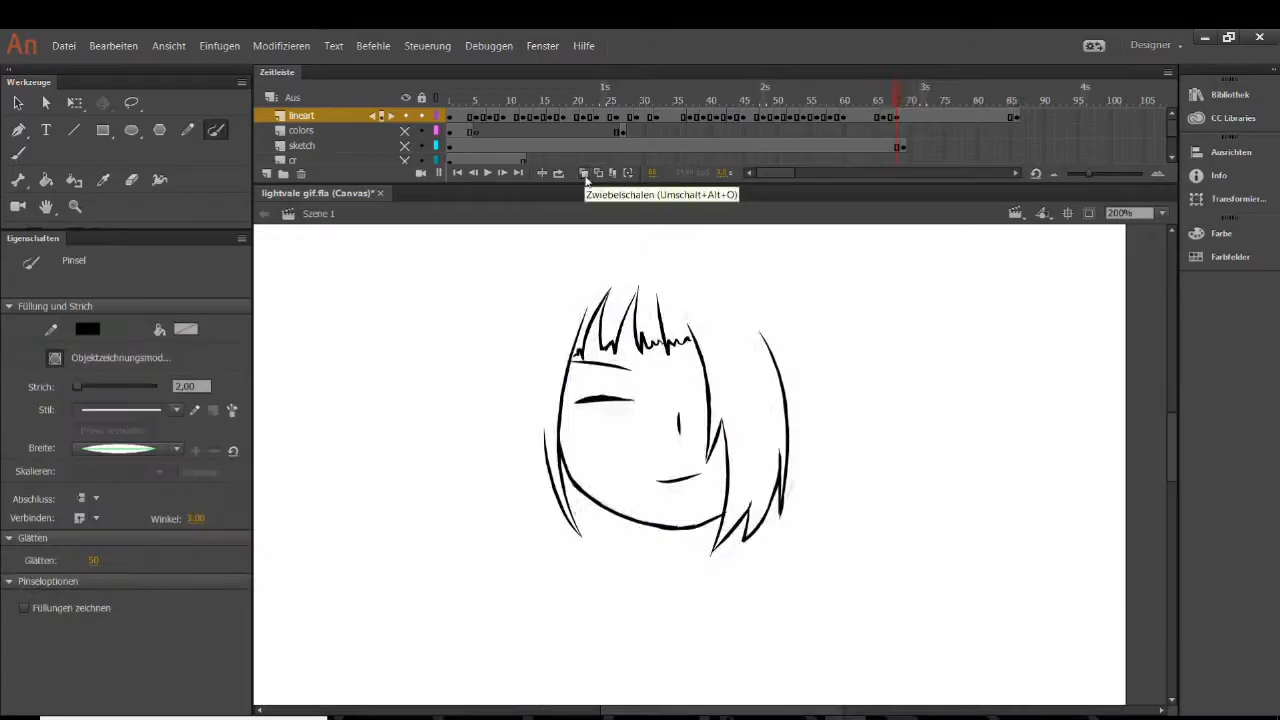 An Datei Bearbeiten Ansicht Einfügen Modifizieren Text Befehle Steuerung Debuggen Fenster Hilfe Designer
Werkzeuge
Zeitleiste
Aus
1s 2s 3s 4s
1 5 10 15 20 25 30 35 40 45 50 55 60 65 70 75 80 85 90 95 100 105
lineart
colors
sketch
cr
68
Zwiebelschalen (Umschalt+Alt+O)
lightvale gif.fla (Canvas)*
Szene 1
200%
Bibliothek
CC Libraries
Ausrichten
Info
Transformier...
Farbe
Farbfelder
Eigenschaften
Pinsel
Füllung und Strich
Objektzeichnungsmod...
Strich: 2,00
Stil:
Breite:
Skalieren:
Abschluss:
Verbinden: Winkel: 3,00
Glätten
Glätten: 50
Pinseloptionen
Füllungen zeichnen